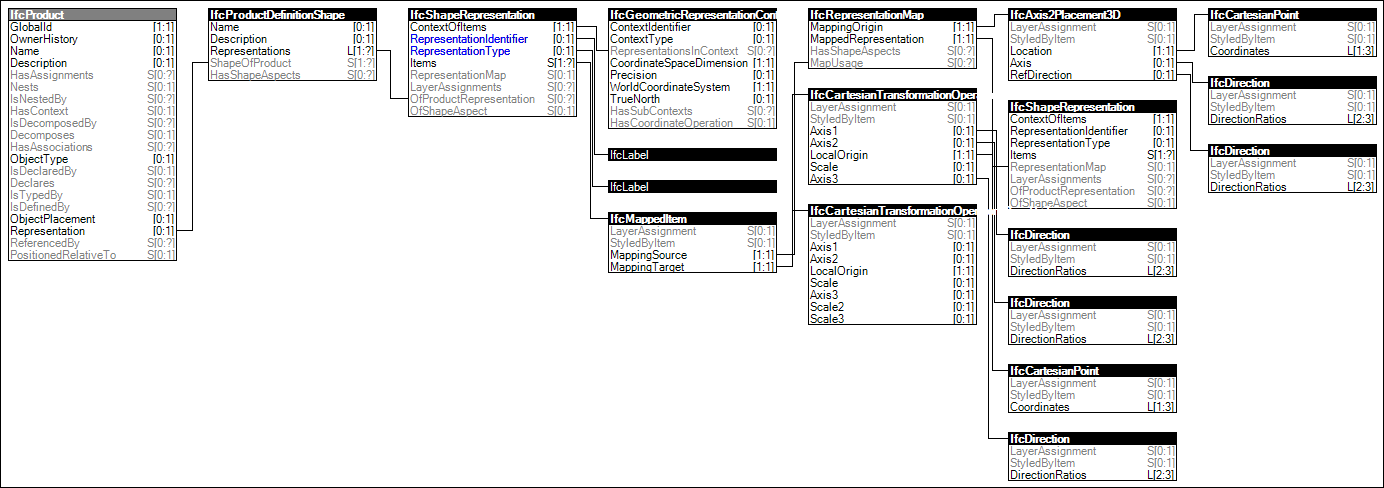 IfcProduct
GlobalId [1:1]
OwnerHistory [0:1]
Name [0:1]
Description [0:1]
HasAssignments S[0:?]
Nests S[0:1]
IsNestedBy S[0:?]
HasContext S[0:1]
IsDecomposedBy S[0:?]
Decomposes S[0:1]
HasAssociations S[0:?]
ObjectType [0:1]
IsDeclaredBy S[0:1]
Declares S[0:?]
IsTypedBy S[0:1]
IsDefinedBy S[0:?]
ObjectPlacement [0:1]
Representation [0:1]
ReferencedBy S[0:?]
PositionedRelativeTo S[0:1]
IfcProductDefinitionShape
Name [0:1]
Description [0:1]
Representations L[1:?]
ShapeOfProduct S[1:?]
HasShapeAspects S[0:?]
IfcShapeRepresentation
ContextOfItems [1:1]
RepresentationIdentifier [0:1]
RepresentationType [0:1]
Items S[1:?]
RepresentationMap S[0:1]
LayerAssignments S[0:?]
OfProductRepresentation S[0:?]
OfShapeAspect S[0:1]
IfcGeometricRepresentationCont
ContextIdentifier [0:1]
ContextType [0:1]
RepresentationsInContext S[0:?]
CoordinateSpaceDimension [1:1]
Precision [0:1]
WorldCoordinateSystem [1:1]
TrueNorth [0:1]
HasSubContexts S[0:?]
HasCoordinateOperation S[0:1]
IfcLabel
IfcLabel
IfcMappedItem
LayerAssignment S[0:1]
StyledByItem S[0:1]
MappingSource [1:1]
MappingTarget [1:1]
IfcRepresentationMap
MappingOrigin [1:1]
MappedRepresentation [1:1]
HasShapeAspects S[0:?]
MapUsage S[0:?]
IfcCartesianTransformationOper
LayerAssignment S[0:1]
StyledByItem S[0:1]
Axis1 [0:1]
Axis2 [0:1]
LocalOrigin [1:1]
Scale [0:1]
Axis3 [0:1]
IfcCartesianTransformationOper
LayerAssignment S[0:1]
StyledByItem S[0:1]
Axis1 [0:1]
Axis2 [0:1]
LocalOrigin [1:1]
Scale [0:1]
Axis3 [0:1]
Scale2 [0:1]
Scale3 [0:1]
IfcAxis2Placement3D
LayerAssignment S[0:1]
StyledByItem S[0:1]
Location [1:1]
Axis [0:1]
RefDirection [0:1]
IfcShapeRepresentation
ContextOfItems [1:1]
RepresentationIdentifier [0:1]
RepresentationType [0:1]
Items S[1:?]
RepresentationMap S[0:1]
LayerAssignments S[0:?]
OfProductRepresentation S[0:?]
OfShapeAspect S[0:1]
IfcDirection
LayerAssignment S[0:1]
StyledByItem S[0:1]
DirectionRatios L[2:3]
IfcDirection
LayerAssignment S[0:1]
StyledByItem S[0:1]
DirectionRatios L[2:3]
IfcCartesianPoint
LayerAssignment S[0:1]
StyledByItem S[0:1]
Coordinates L[1:3]
IfcDirection
LayerAssignment S[0:1]
StyledByItem S[0:1]
DirectionRatios L[2:3]
IfcCartesianPoint
LayerAssignment S[0:1]
StyledByItem S[0:1]
Coordinates L[1:3]
IfcDirection
LayerAssignment S[0:1]
StyledByItem S[0:1]
DirectionRatios L[2:3]
IfcDirection
LayerAssignment S[0:1]
StyledByItem S[0:1]
DirectionRatios L[2:3]